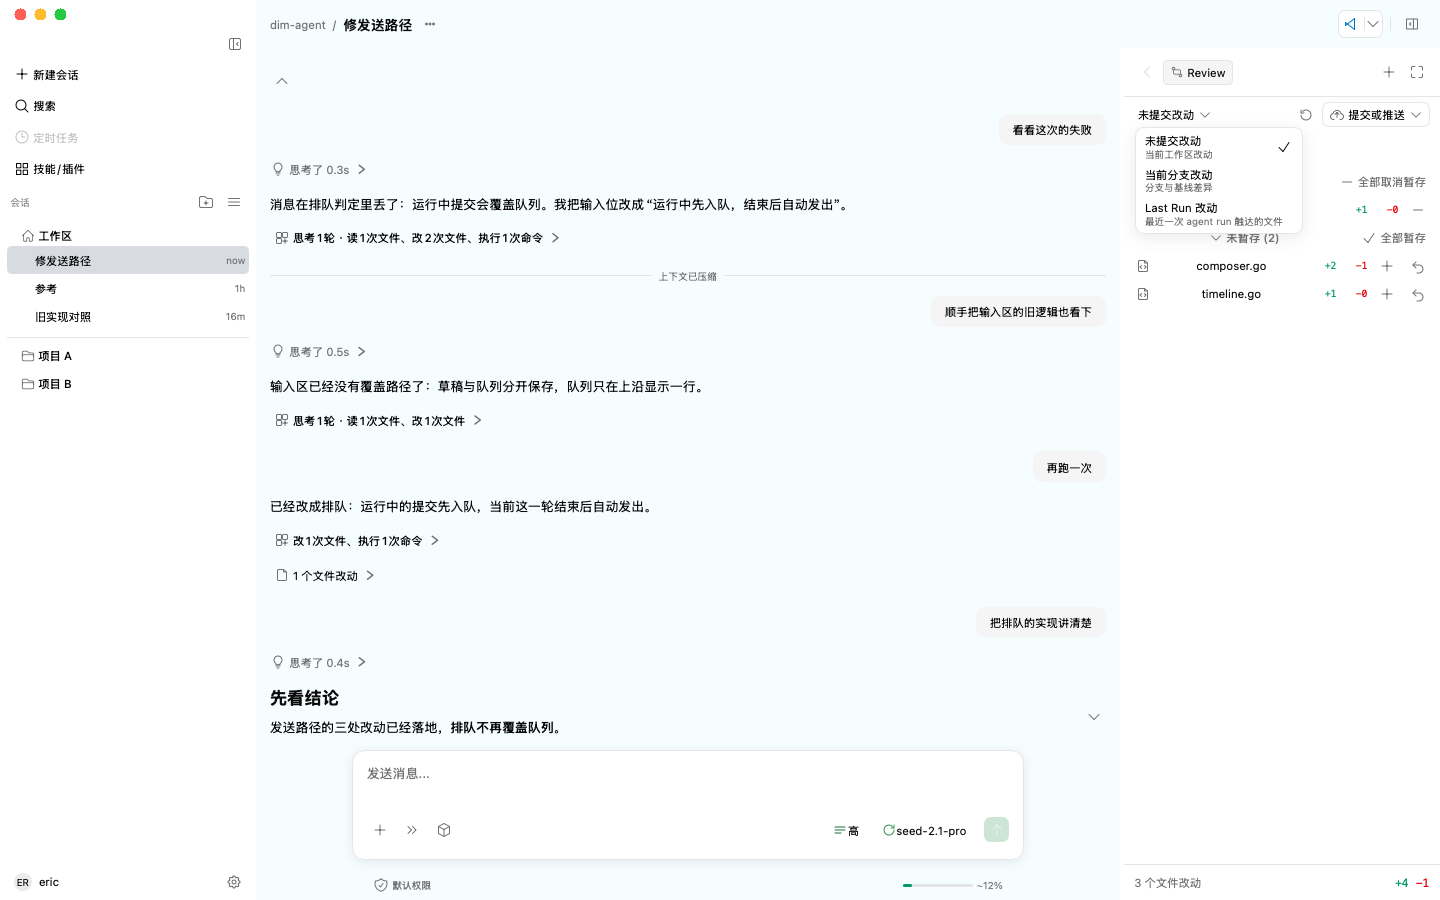 新建会话
搜索
定时任务
技能/插件
会话
工作区
修发送路径 now
参考 1h
旧实现对照 16m
项目 A
项目 B
ER eric
dim-agent / 修发送路径 ···
看看这次的失败
思考了 0.3s
消息在排队判定里丢了：运行中提交会覆盖队列。我把输入位改成 “运行中先入队，结束后自动发出”。
思考1轮 · 读1次文件、改2次文件、执行1次命令
上下文已压缩
顺手把输入区的旧逻辑也看下
思考了 0.5s
输入区已经没有覆盖路径了：草稿与队列分开保存，队列只在上沿显示一行。
思考1轮 · 读1次文件、改1次文件
再跑一次
已经改成排队：运行中的提交先入队，当前这一轮结束后自动发出。
改1次文件、执行1次命令
1个文件改动
把排队的实现讲清楚
思考了 0.4s
先看结论
发送路径的三处改动已经落地，排队不再覆盖队列。
发送消息...
高 seed-2.1-pro
默认权限 ~12%
Review
未提交改动 提交或推送
未提交改动
当前工作区改动
当前分支改动
分支与基线差异
Last Run 改动
最近一次 agent run 触达的文件
全部取消暂存
+1 −0
未暂存 (2) 全部暂存
composer.go +2 −1
timeline.go +1 −0
3 个文件改动 +4 −1